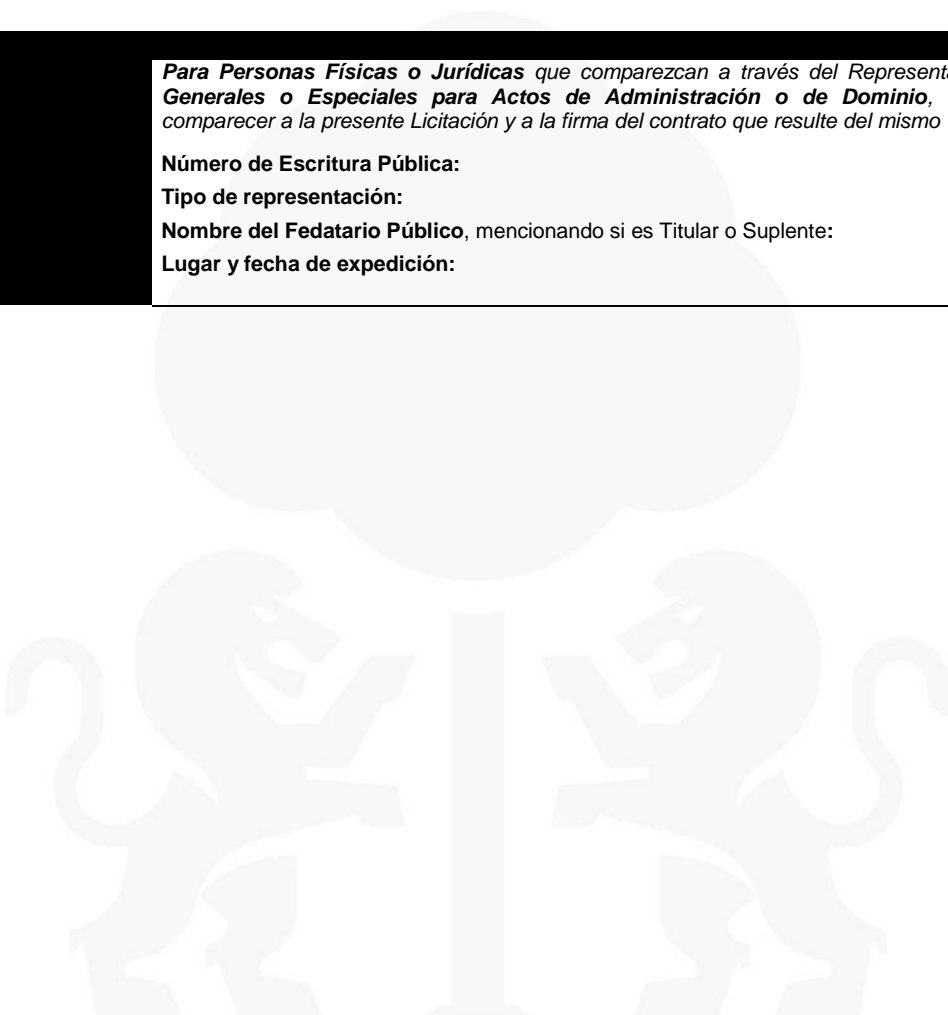 Para Personas Físicas o Jurídicas que comparezcan a través del Represent
Generales o Especiales para Actos de Administración o de Dominio,
comparecer a la presente Licitación y a la firma del contrato que resulte del mismo
Número de Escritura Pública:
Tipo de representación:
Nombre del Fedatario Público, mencionando si es Titular o Suplente:
Lugar y fecha de expedición: